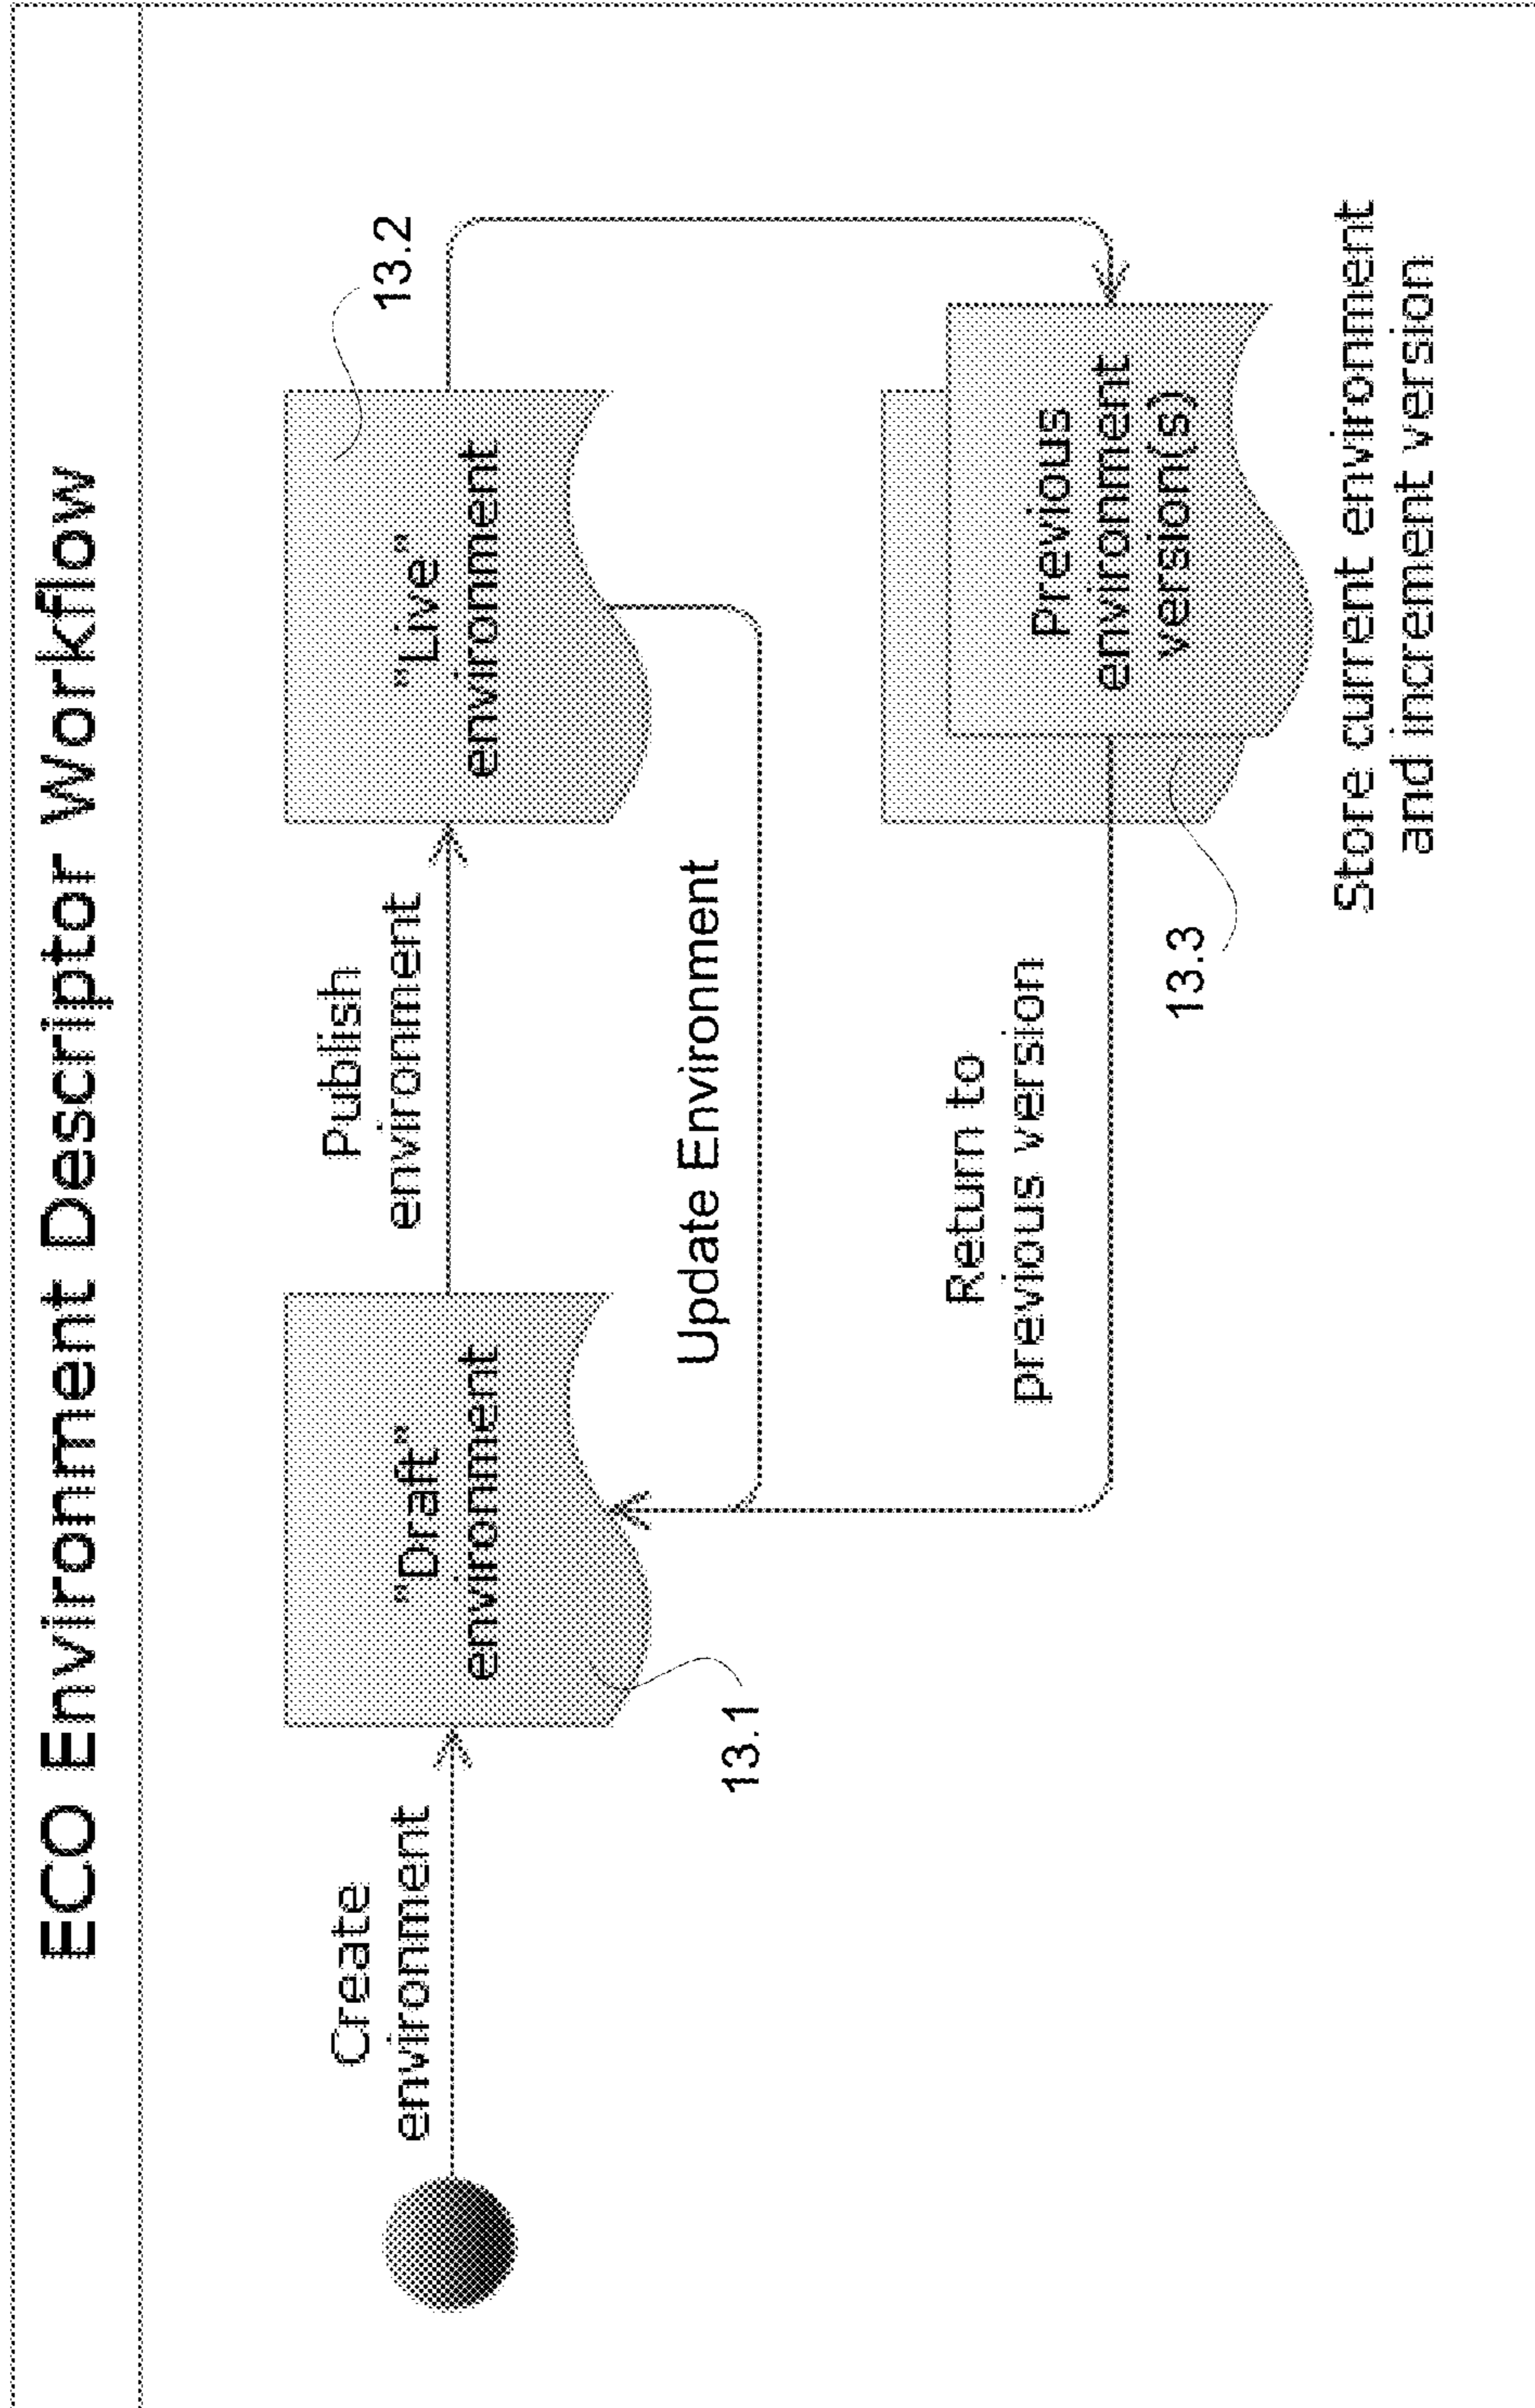 ECO Environment Descriptor Workflow
Create
environment
"Draft"
environment
13.1
Publish
environment
"Live"
environment
13.2
Update Environment
Return to
previous version
Previous
environment
version(s)
13.3
Store current environment
and increment version